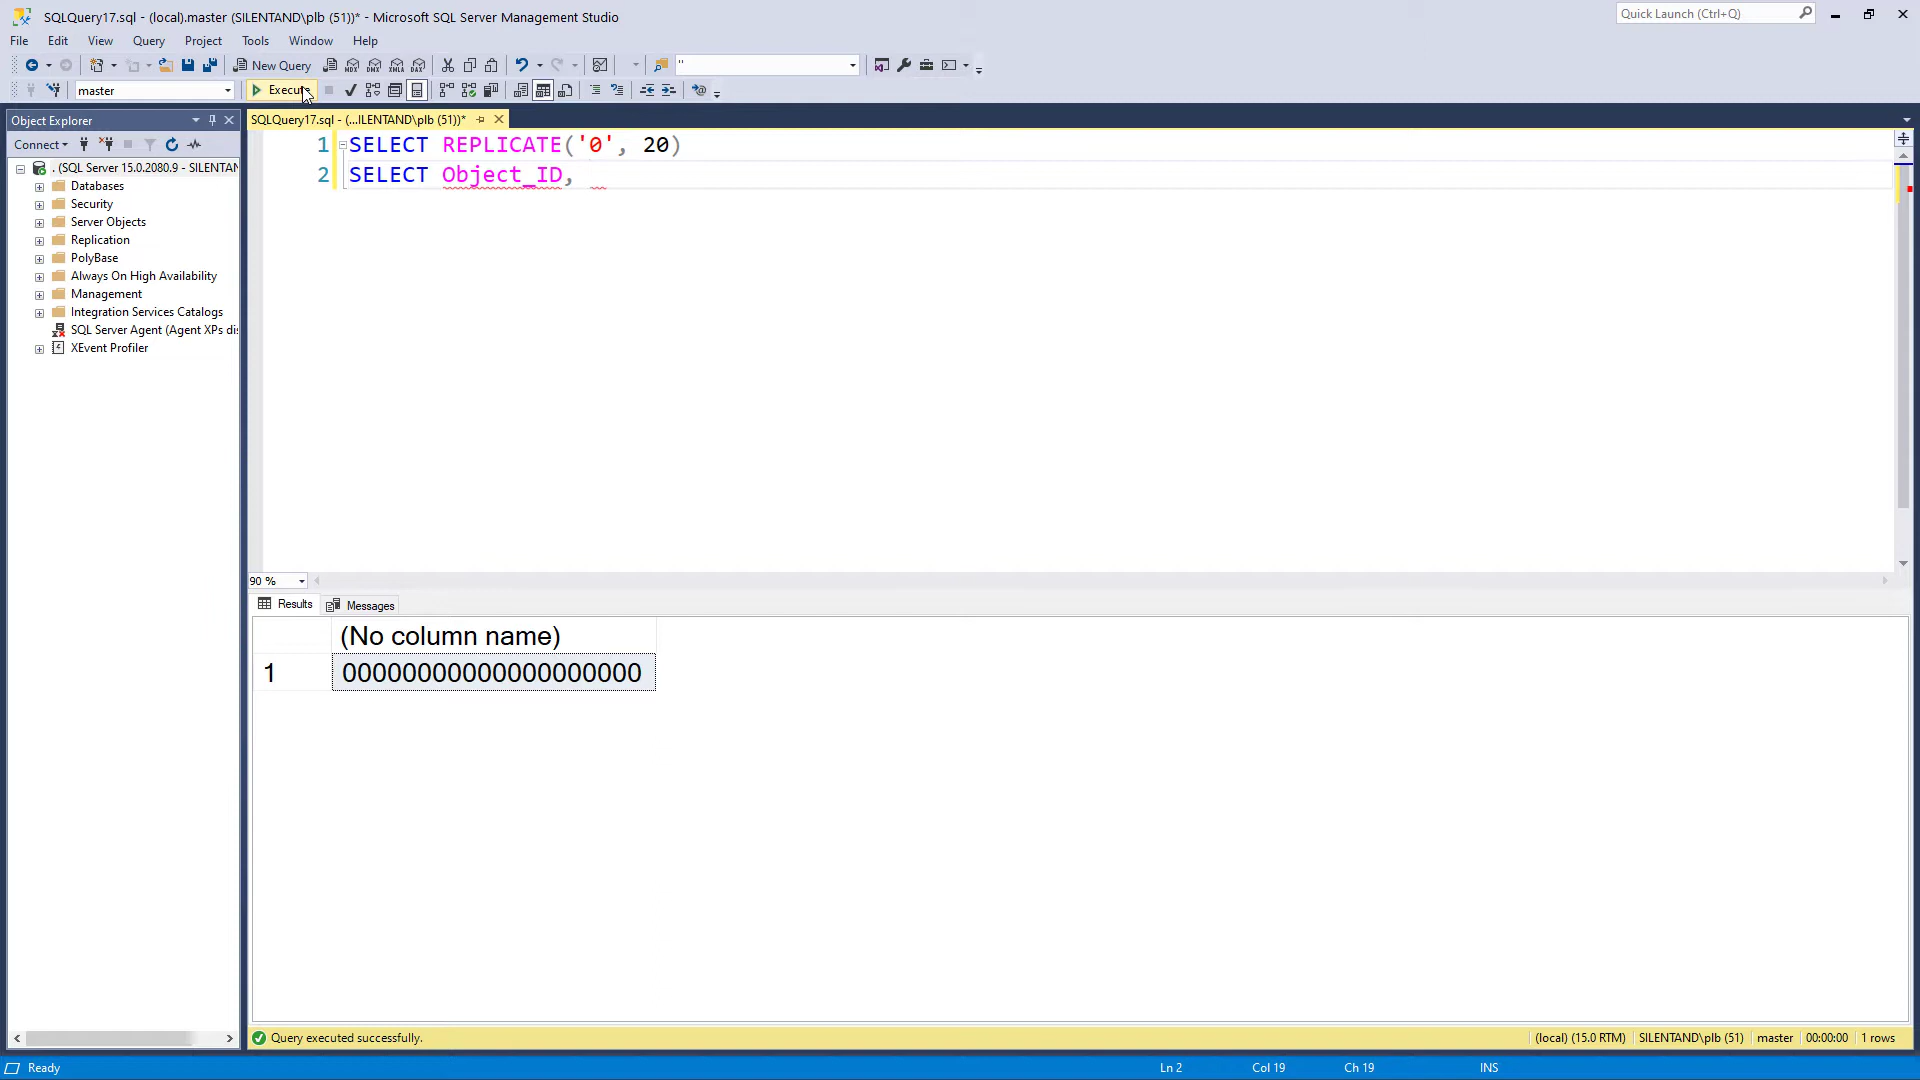 SQLQuery17.sql - (local).master (SILENTAND\plb (51))* - Microsoft SQL Server Management Studio
Quick Launch (Ctrl+Q)
File Edit View Query Project Tools Window Help
New Query
''
master
Execute
Object Explorer
SQLQuery17.sql - (...ILENTAND\plb (51))*
Connect
1 SELECT REPLICATE('0', 20)
2 SELECT Object_ID,
. (SQL Server 15.0.2080.9 - SILENTAN
Databases
Security
Server Objects
Replication
PolyBase
Always On High Availability
Management
Integration Services Catalogs
SQL Server Agent (Agent XPs di
XEvent Profiler
90 %
Results Messages
(No column name)
1 00000000000000000000
Query executed successfully.
(local) (15.0 RTM) SILENTAND\plb (51) master 00:00:00 1 rows
Ready
Ln 2 Col 19 Ch 19 INS